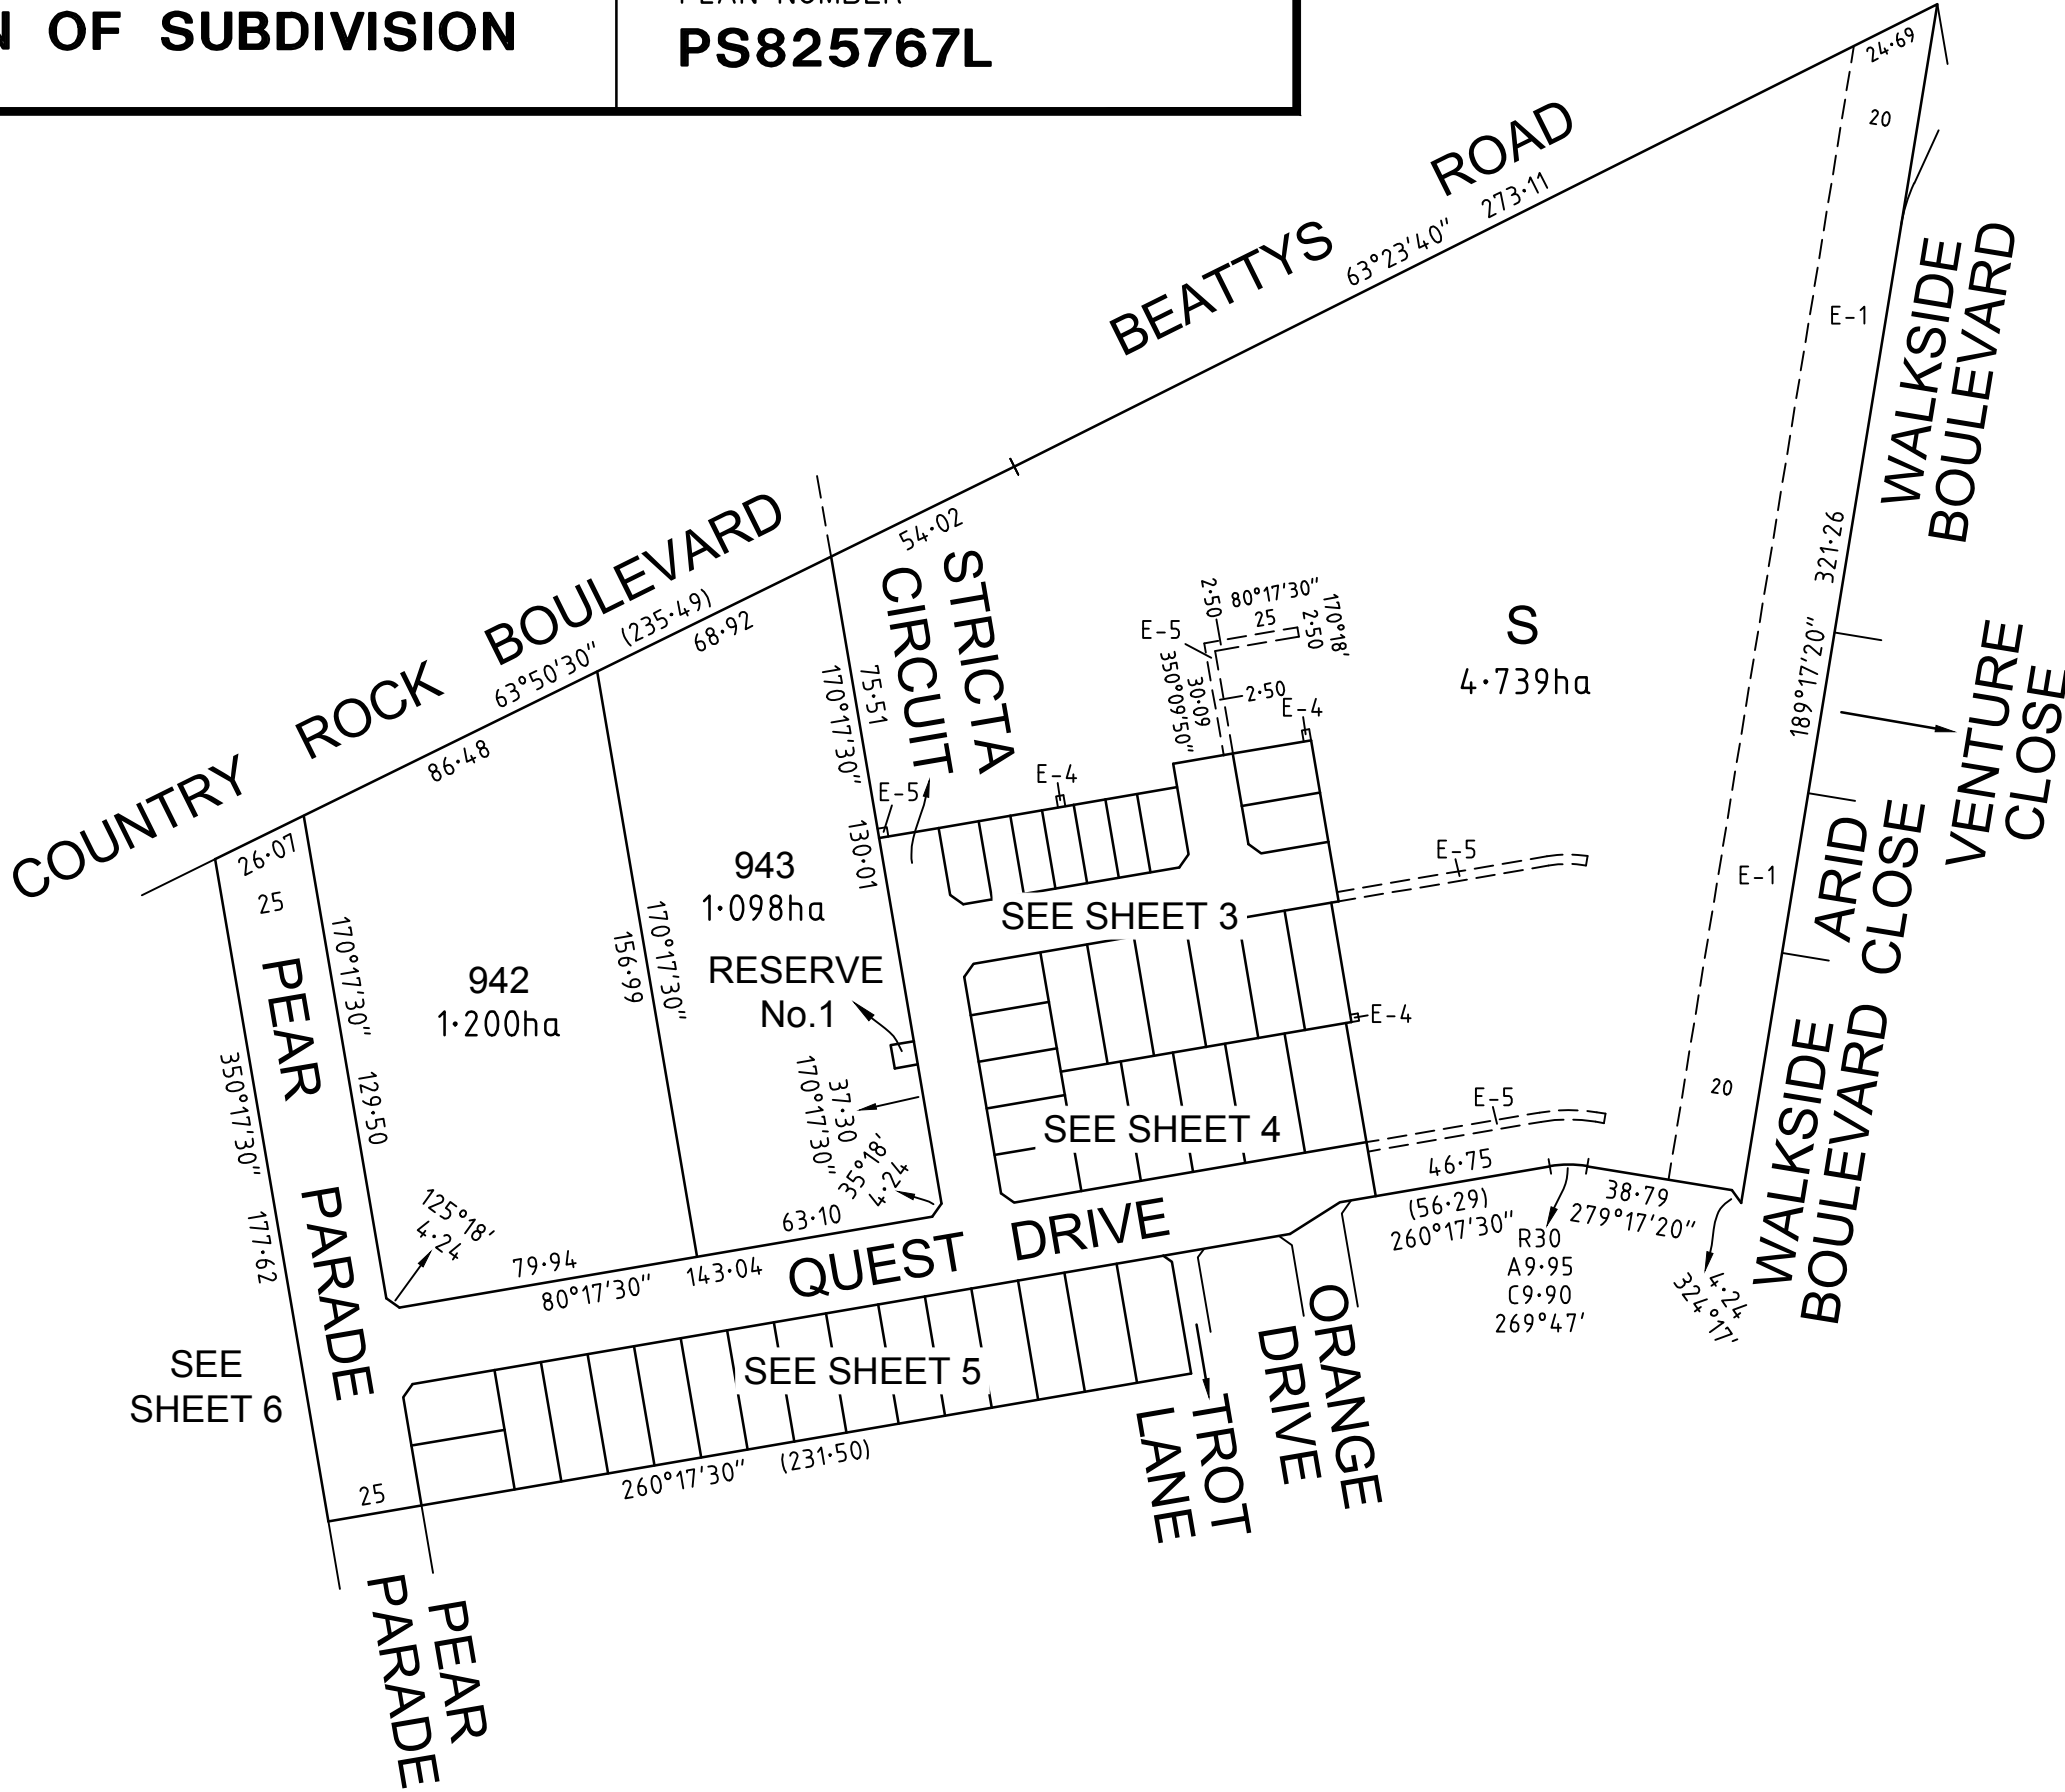 OF SUBDIVISION
PLAN NUMBER
PS825767L
24·69
20
BEATTYS ROAD
63°23'40" 273·11
WALKSIDE
BOULEVARD
E-1
321·26
189°17'20"
VENTURE
CLOSE
ARID
CLOSE
E-1
20
WALKSIDE
BOULEVARD
COUNTRY ROCK BOULEVARD
63°50'30" (235·49)
26·07
86·48
68·92
54·02
STRICTA
CIRCUIT
75·51
170°17'30"
130·01
E-5
E-4
2·50
80°17'30"
25
2·50
170°18'
E-5
350°09'50"
30·09
2·50
E-4
S
4·739ha
25
PEAR PARADE
170°17'30" 129·50
350°17'30" 177·62
942
1·200ha
156·99
170°17'30"
943
1·098ha
RESERVE
No.1
37·30
170°17'30"
35°18'
4·24
SEE SHEET 3
E-5
E-4
SEE SHEET 4
E-5
125°18'
4·24
79·94
63·10
80°17'30" 143·04
QUEST DRIVE
46·75
(56·29)
260°17'30"
38·79
279°17'20"
R30
A9·95
C9·90
269°47'
4·24
324°17'
SEE
SHEET 6
SEE SHEET 5
260°17'30" (231·50)
25
TROT
LANE
ORANGE
DRIVE
PEAR
PARADE